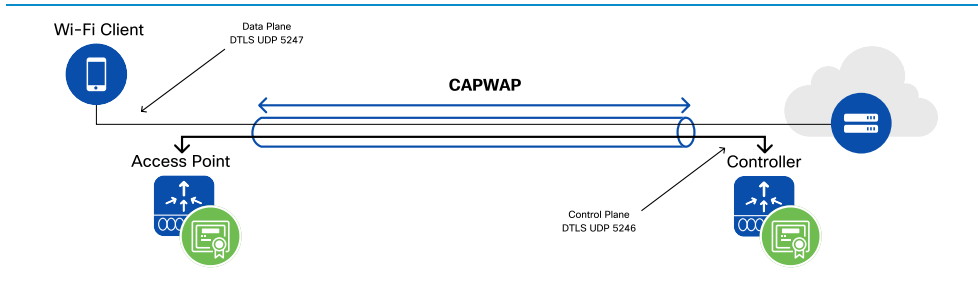 Wi-Fi Client
Data Plane
DTLS UDP 5247
CAPWAP
Access Point
Controller
Control Plane
DTLS UDP 5246